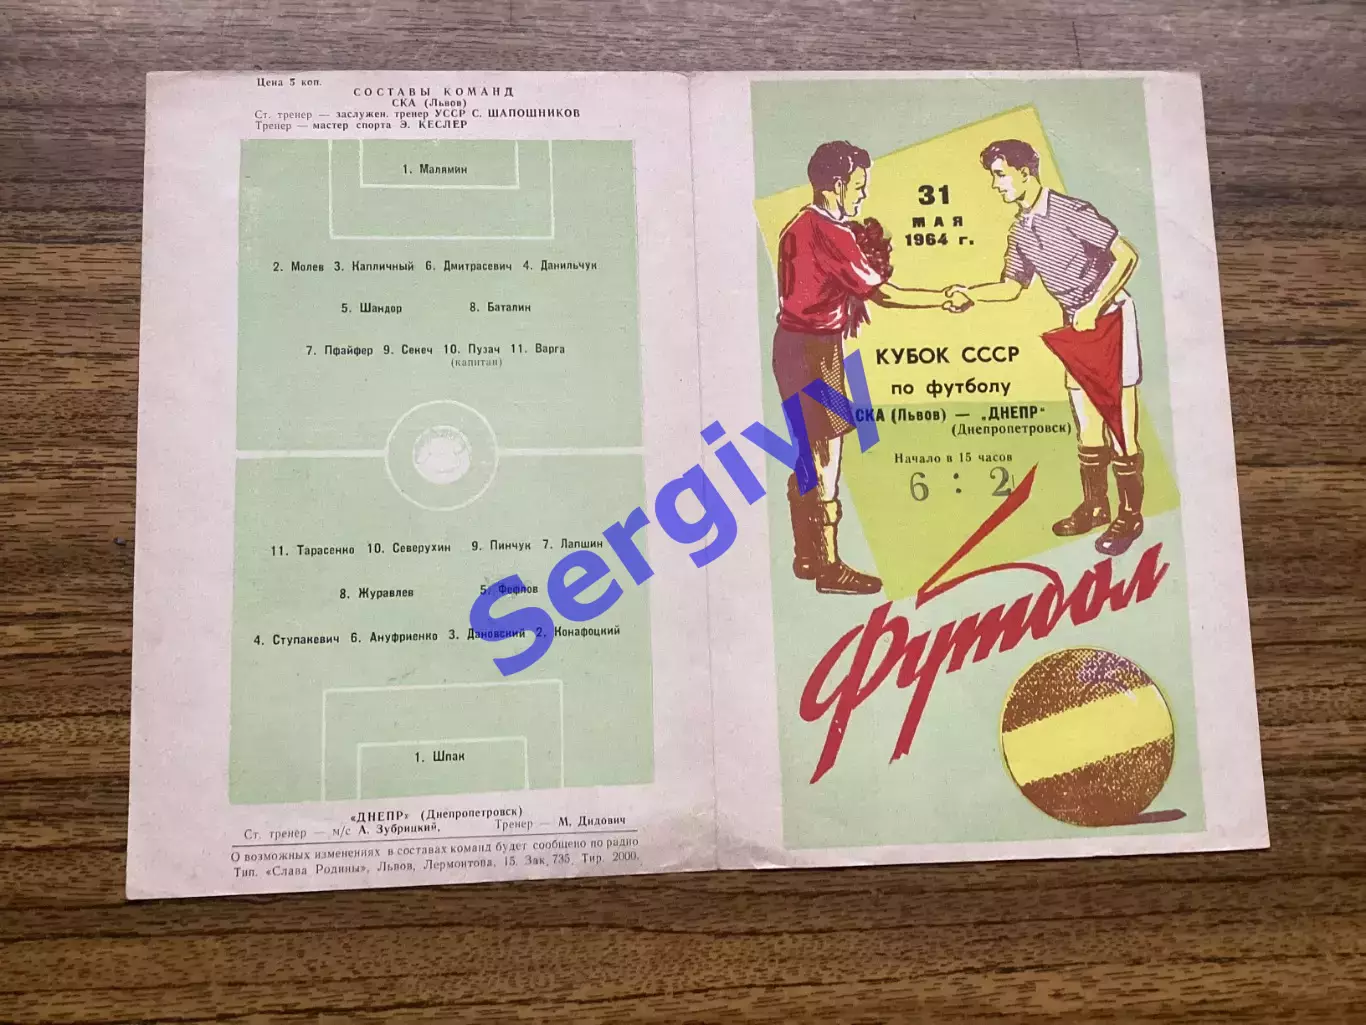 Цена 5 коп.
СОСТАВЫ КОМАНД
СКА (Львов)
Ст. тренер — заслужен. тренер УССР С. ШАПОШНИКОВ
Тренер — мастер спорта Э. КЕСЛЕР
1. Малямин
2. Молев 3. Капличный 6. Дмитрасевич 4. Данильчук
5. Шандор 8. Баталин
7. Пфайфер 9. Сенеч 10. Пузач 11. Варга
(капитан)
11. Тарасенко 10. Северухин 9. Пинчук 7. Лапшин
8. Журавлев 5. Фефлов
4. Ступакевич 6. Ануфриенко 3. Дановский 2. Конафоцкий
1. Шпак
«ДНЕПР» (Днепропетровск)
Ст. тренер — м/с А. Зубрицкий, Тренер — М. Дидович
О возможных изменениях в составах команд будет сообщено по радио
Тип. «Слава Родины», Львов, Лермонтова, 15. Зак. 735. Тир. 2000.
31
МАЯ
1964 г.
КУБОК СССР
по футболу
СКА (Львов) — „ДНЕПР"
(Днепропетровск)
Начало в 15 часов
6 : 2
Футбол
Sergivy